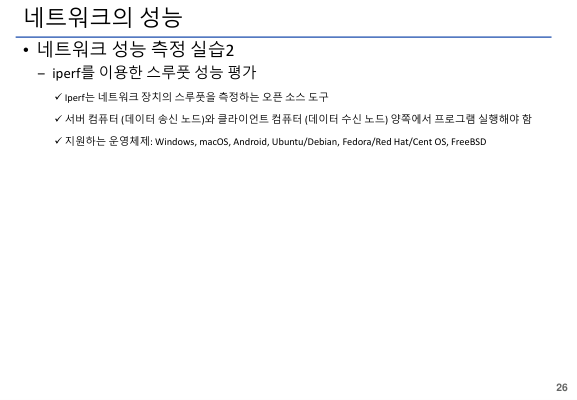 네트워크의 성능
• 네트워크 성능 측정 실습2
– iperf를 이용한 스루풋 성능 평가
✓ Iperf는 네트워크 장치의 스루풋을 측정하는 오픈 소스 도구
✓ 서버 컴퓨터 (데이터 송신 노드)와 클라이언트 컴퓨터 (데이터 수신 노드) 양쪽에서 프로그램 실행해야 함
✓ 지원하는 운영체제: Windows, macOS, Android, Ubuntu/Debian, Fedora/Red Hat/Cent OS, FreeBSD
26